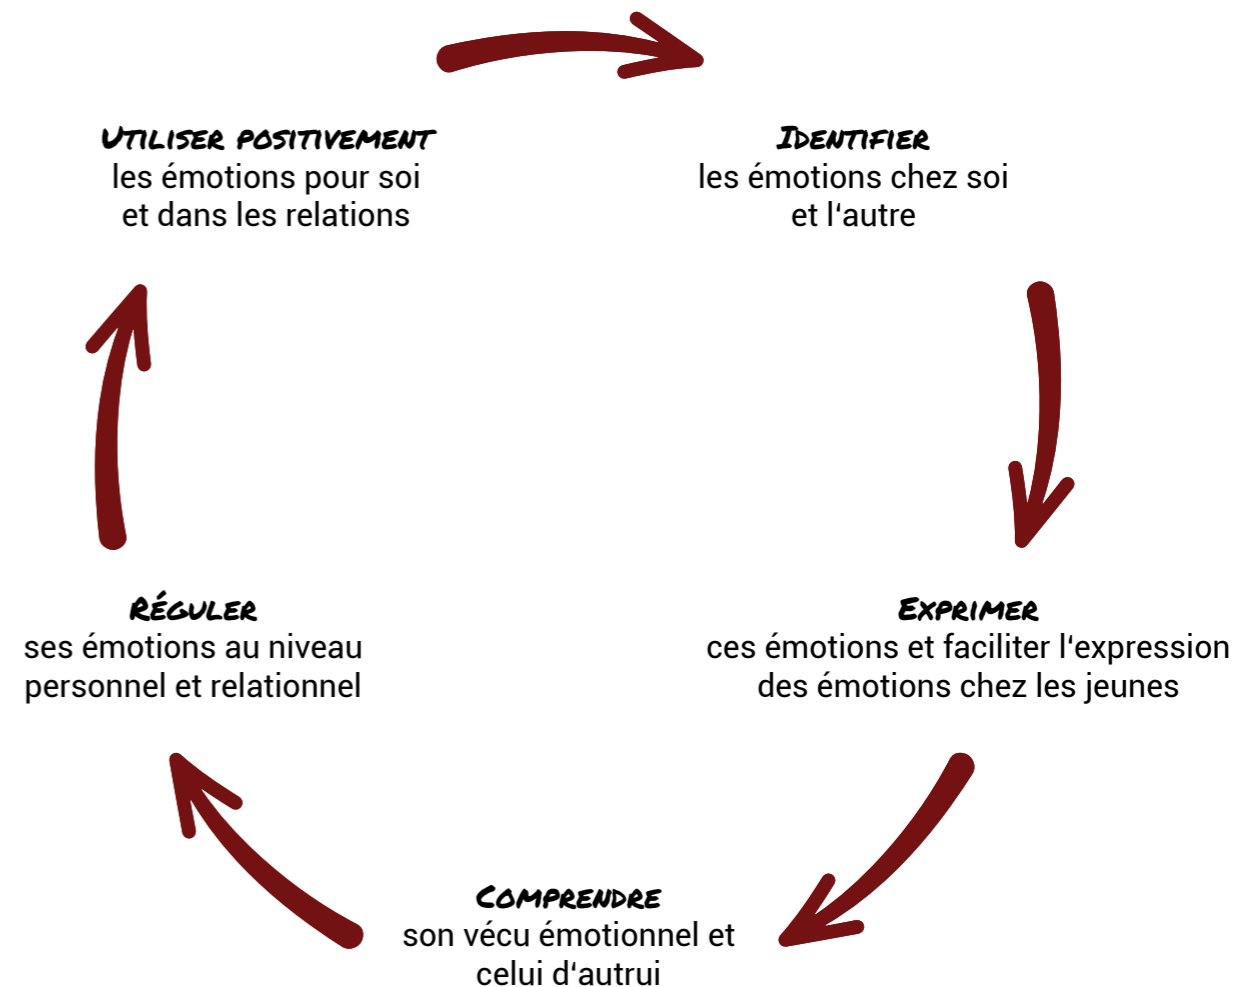 UTILISER POSITIVEMENT
les émotions pour soi
et dans les relations
IDENTIFIER
les émotions chez soi
et l‘autre
RÉGULER
ses émotions au niveau
personnel et relationnel
EXPRIMER
ces émotions et faciliter l‘expression
des émotions chez les jeunes
COMPRENDRE
son vécu émotionnel et
celui d‘autrui